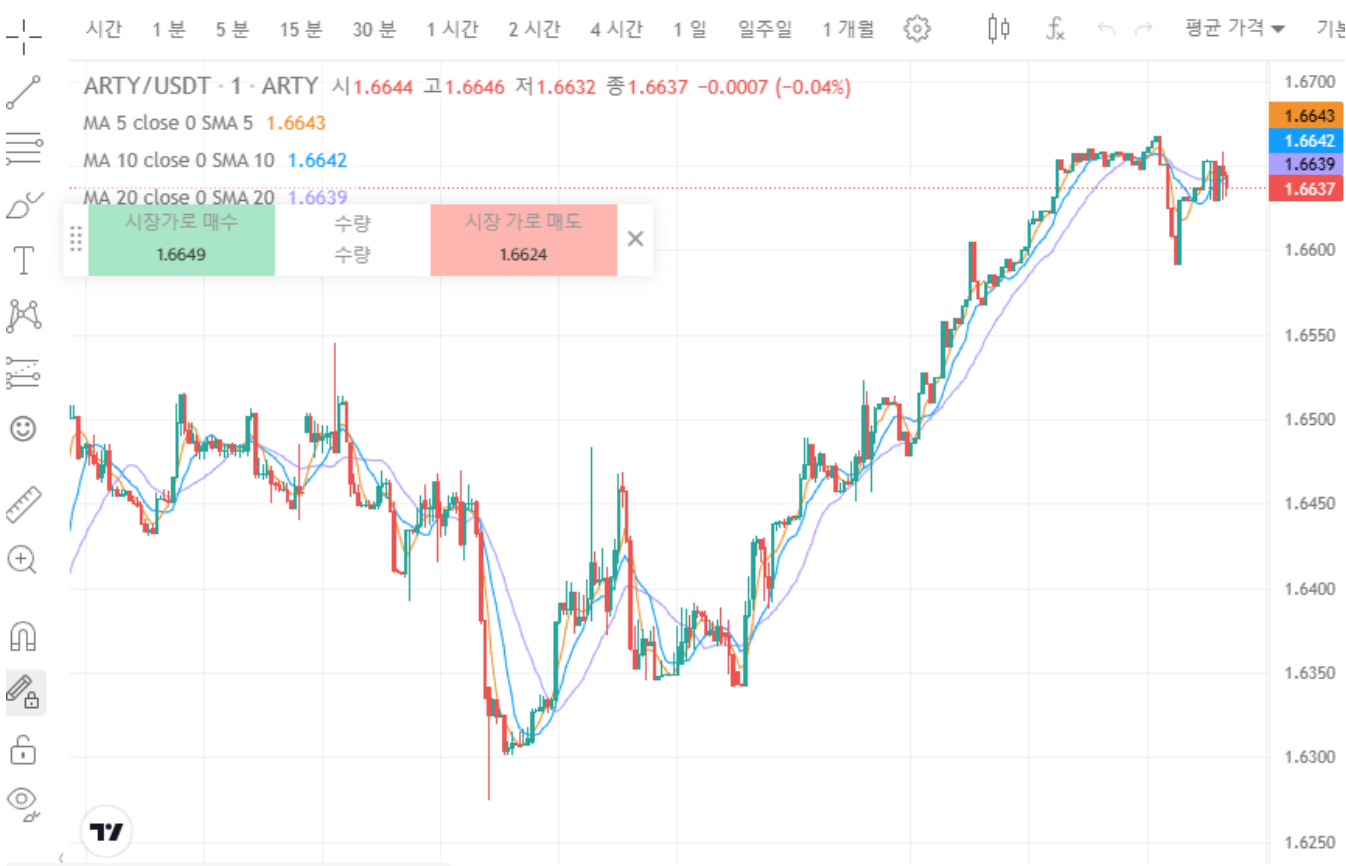 시간 1 분 5 분 15 분 30 분 1 시간 2 시간 4 시간 1 일 일주일 1 개월 평균 가격 기본
ARTY/USDT · 1 · ARTY 시1.6644 고1.6646 저1.6632 종1.6637 −0.0007 (−0.04%)
MA 5 close 0 SMA 5 1.6643
MA 10 close 0 SMA 10 1.6642
MA 20 close 0 SMA 20 1.6639
시장가로 매수 수량 시장 가로 매도
1.6649 수량 1.6624
1.6700
1.6643
1.6642
1.6639
1.6637
1.6600
1.6550
1.6500
1.6450
1.6400
1.6350
1.6300
1.6250